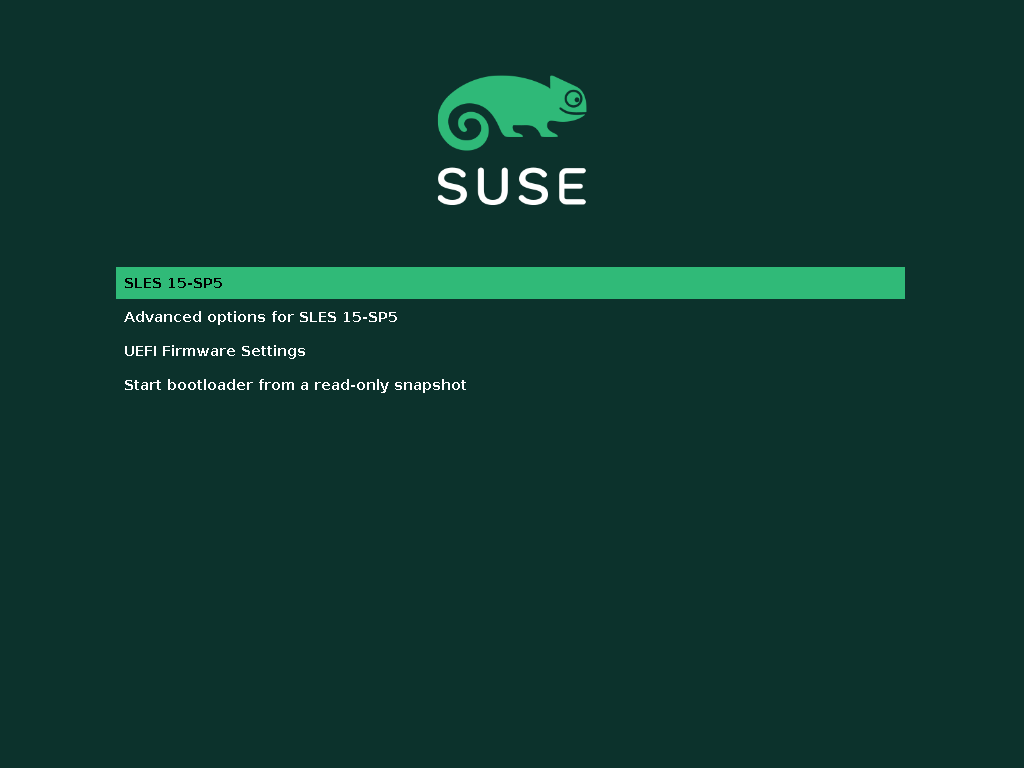 SUSE
SLES 15-SP5
Advanced options for SLES 15-SP5
UEFI Firmware Settings
Start bootloader from a read-only snapshot